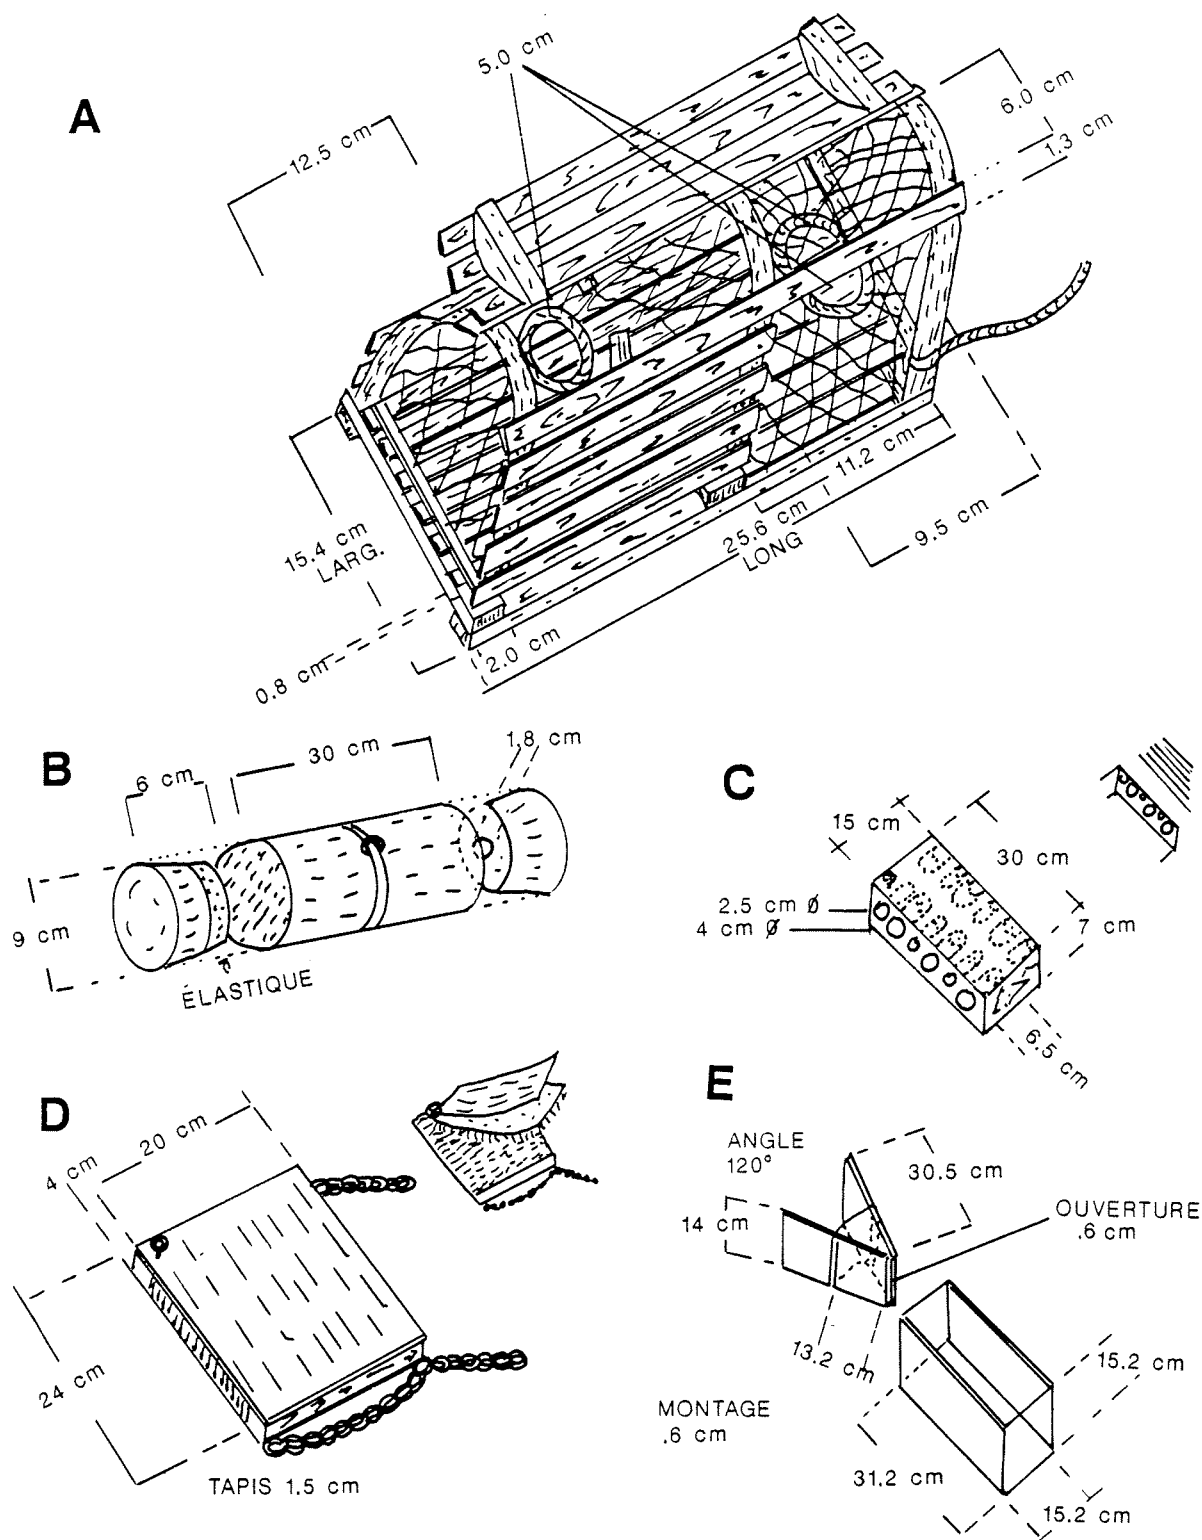 A
5.0 cm
12.5 cm
6.0 cm
1.3 cm
15.4 cm
LARG.
11.2 cm
25.6 cm
LONG
9.5 cm
0.8 cm
2.0 cm
B
6 cm
30 cm
1.8 cm
9 cm
ÉLASTIQUE
C
15 cm
30 cm
2.5 cm Ø
4 cm Ø
7 cm
6.5 cm
D
4 cm
20 cm
24 cm
TAPIS 1.5 cm
E
ANGLE
120°
30.5 cm
14 cm
OUVERTURE
.6 cm
13.2 cm
MONTAGE
.6 cm
15.2 cm
31.2 cm
15.2 cm